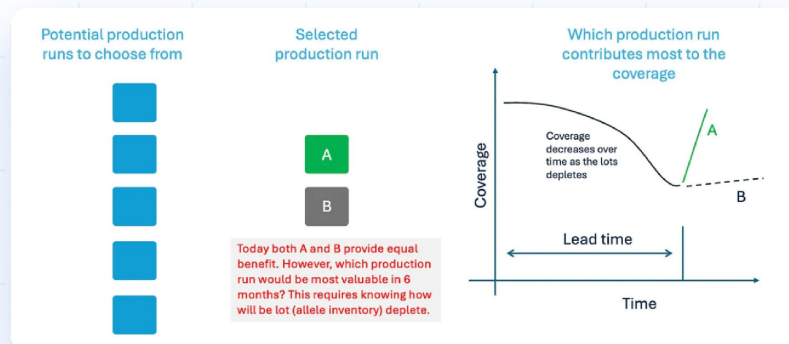 Potential production
runs to choose from
Selected
production run
A
B
Today both A and B provide equal
benefit. However, which production
run would be most valuable in 6
months? This requires knowing how
will be lot (allele inventory) deplete.
Which production run
contributes most to the
coverage
Coverage
Coverage
decreases over
time as the lots
depletes
A
B
Lead time
Time